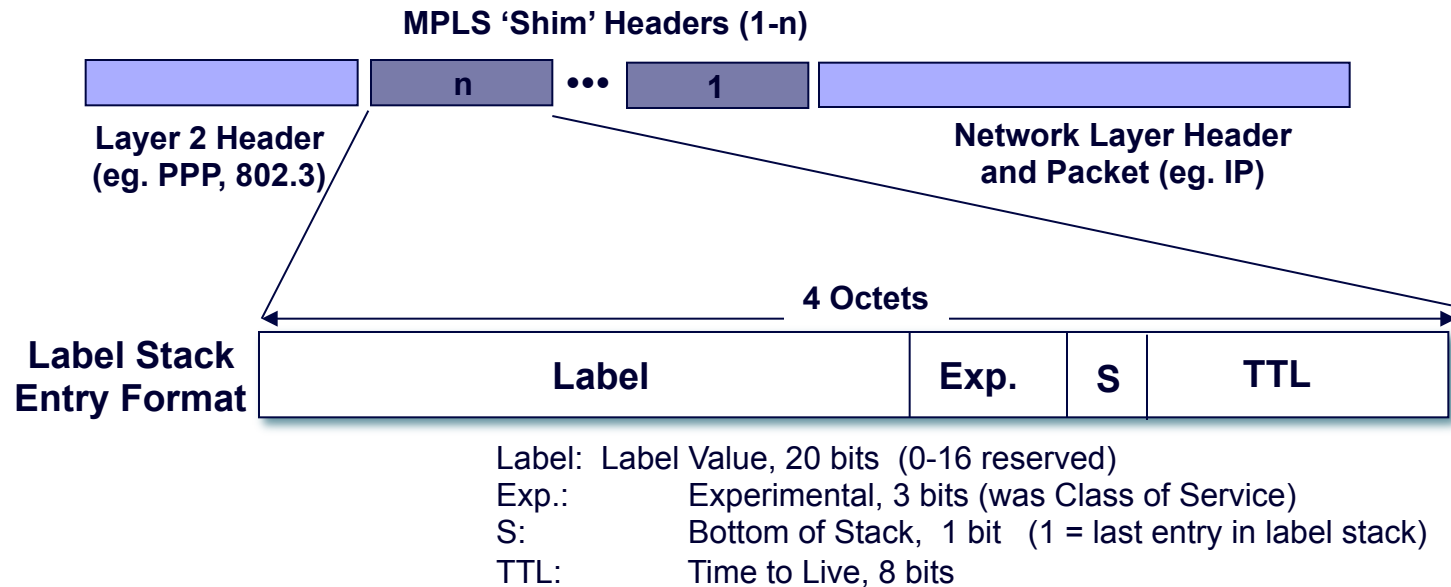 MPLS ‘Shim’ Headers (1-n)
n ••• 1
Layer 2 Header
(eg. PPP, 802.3)
Network Layer Header
and Packet (eg. IP)
4 Octets
Label Stack
Entry Format
Label Exp. S TTL
Label: Label Value, 20 bits (0-16 reserved)
Exp.: Experimental, 3 bits (was Class of Service)
S: Bottom of Stack, 1 bit (1 = last entry in label stack)
TTL: Time to Live, 8 bits